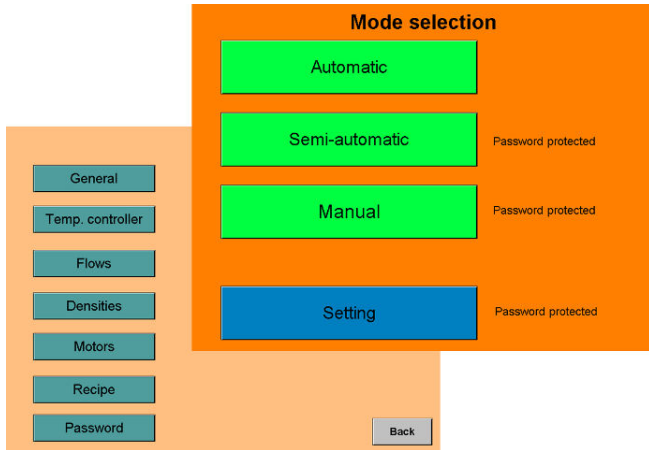 Mode selection
Automatic
Semi-automatic
Password protected
Manual
Password protected
Setting
Password protected
General
Temp. controller
Flows
Densities
Motors
Recipe
Password
Back